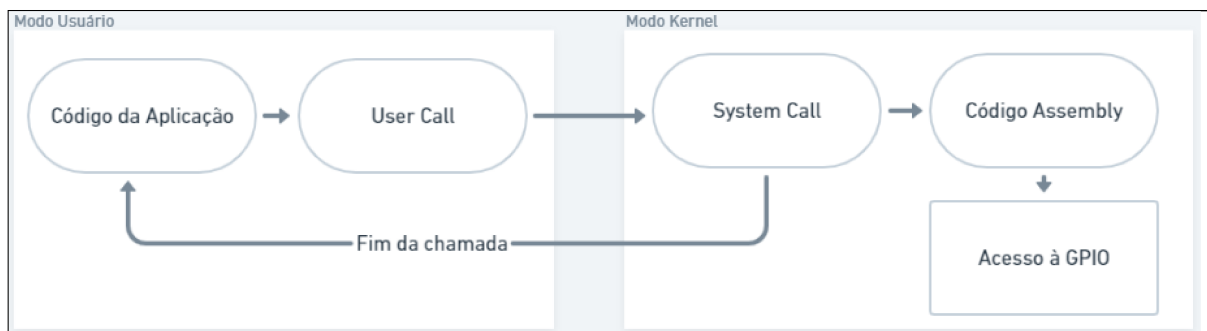 Modo Usuário
Modo Kernel
Código da Aplicação
User Call
System Call
Código Assembly
Fim da chamada
Acesso à GPIO